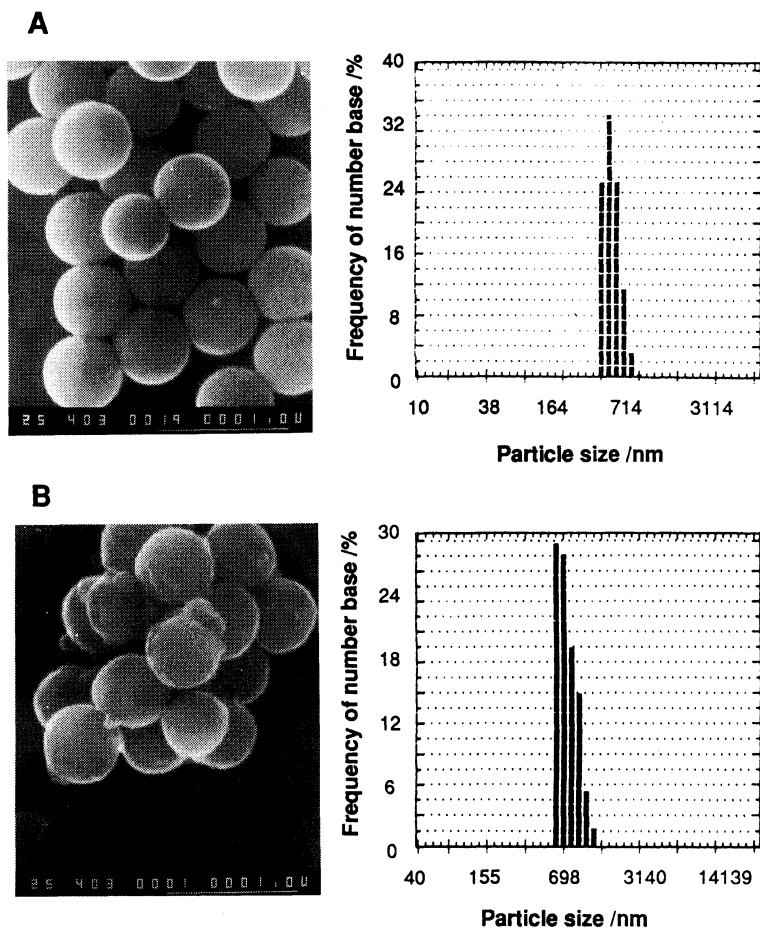 A
Frequency of number base /%
40
32
24
16
8
0
10 38 164 714 3114
Particle size /nm
25 403 0019 0001.0U
B
Frequency of number base /%
30
24
18
12
6
0
40 155 698 3140 14139
Particle size /nm
25 403 0001 0001.0U